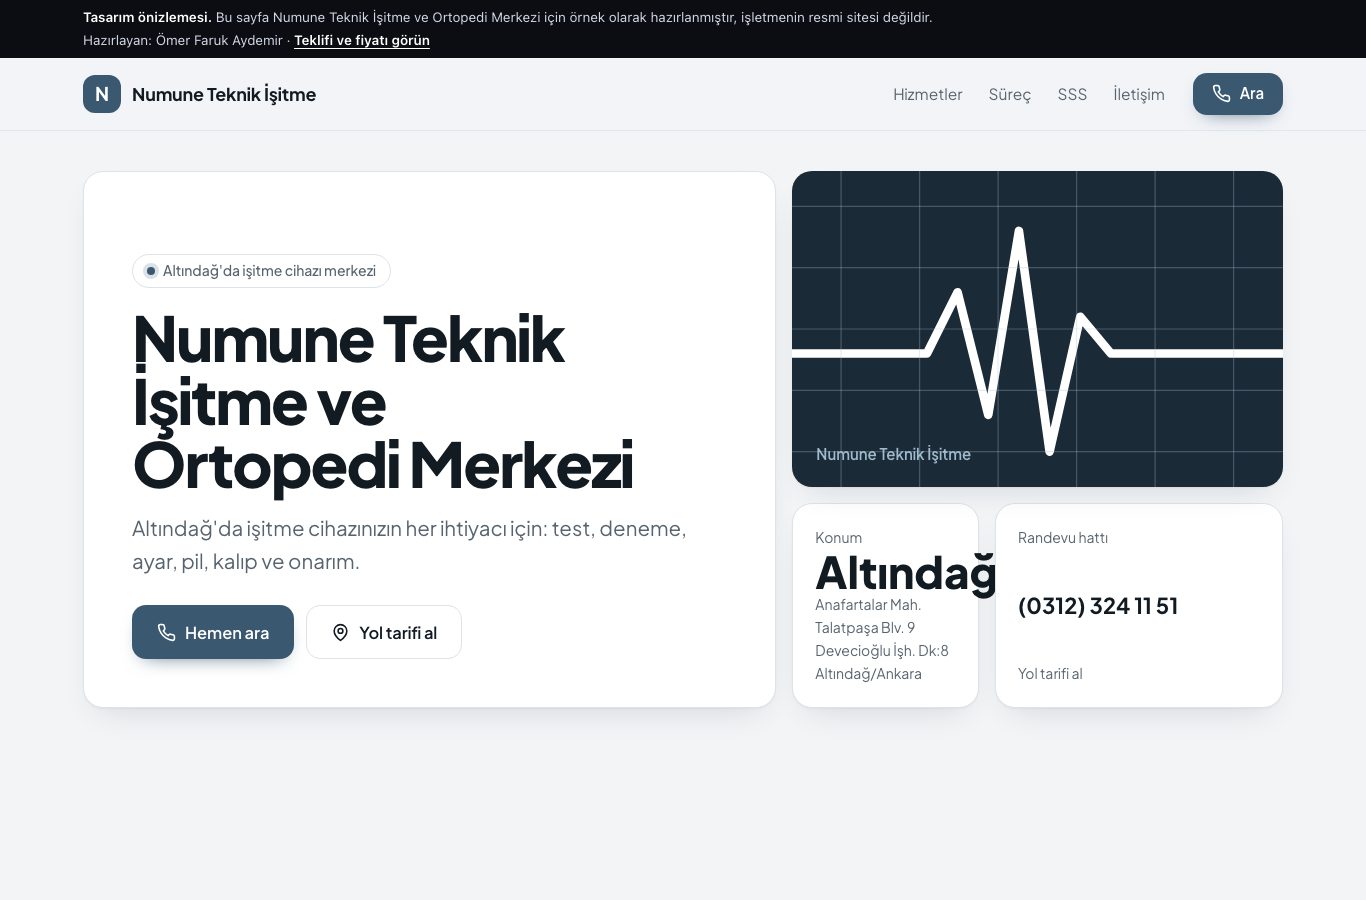 Tasarım önizlemesi. Bu sayfa Numune Teknik İşitme ve Ortopedi Merkezi için örnek olarak hazırlanmıştır, işletmenin resmi sitesi değildir.
Hazırlayan: Ömer Faruk Aydemir · Teklifi ve fiyatı görün
N Numune Teknik İşitme
Hizmetler Süreç SSS İletişim Ara
Altındağ'da işitme cihazı merkezi
Numune Teknik
İşitme ve
Ortopedi Merkezi
Altındağ'da işitme cihazınızın her ihtiyacı için: test, deneme,
ayar, pil, kalıp ve onarım.
Hemen ara Yol tarifi al
Numune Teknik İşitme
Konum
Altındağ
Anafartalar Mah.
Talatpaşa Blv. 9
Devecioğlu İşh. Dk:8
Altındağ/Ankara
Randevu hattı
(0312) 324 11 51
Yol tarifi al